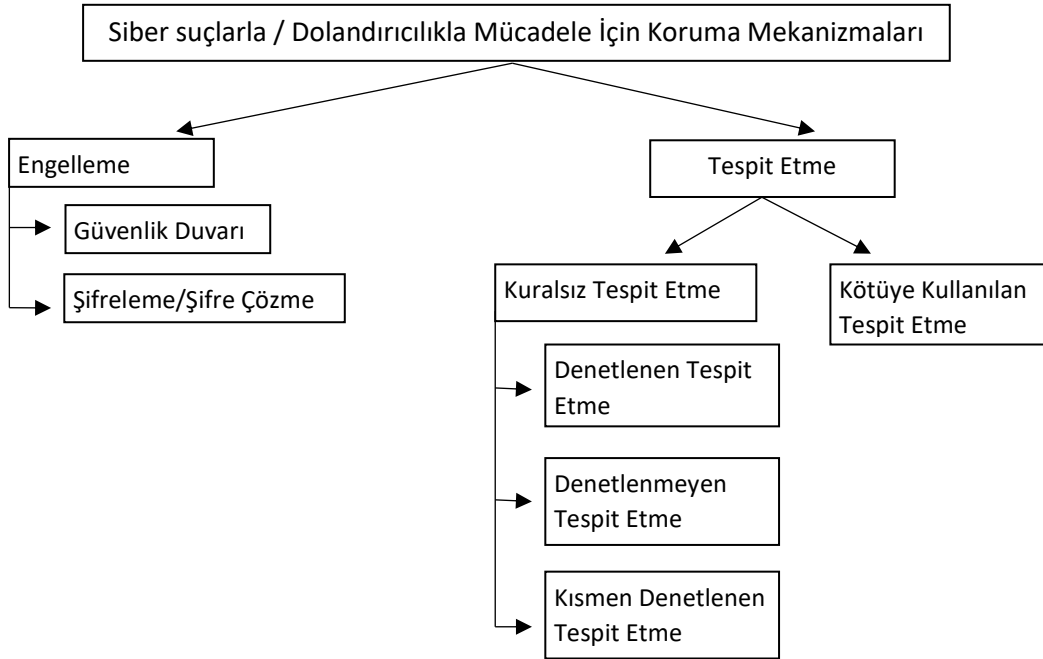 Siber suçlarla / Dolandırıcılıkla Mücadele İçin Koruma Mekanizmaları
Engelleme
Güvenlik Duvarı
Şifreleme/Şifre Çözme
Tespit Etme
Kuralsız Tespit Etme
Denetlenen Tespit
Etme
Denetlenmeyen
Tespit Etme
Kısmen Denetlenen
Tespit Etme
Kötüye Kullanılan
Tespit Etme